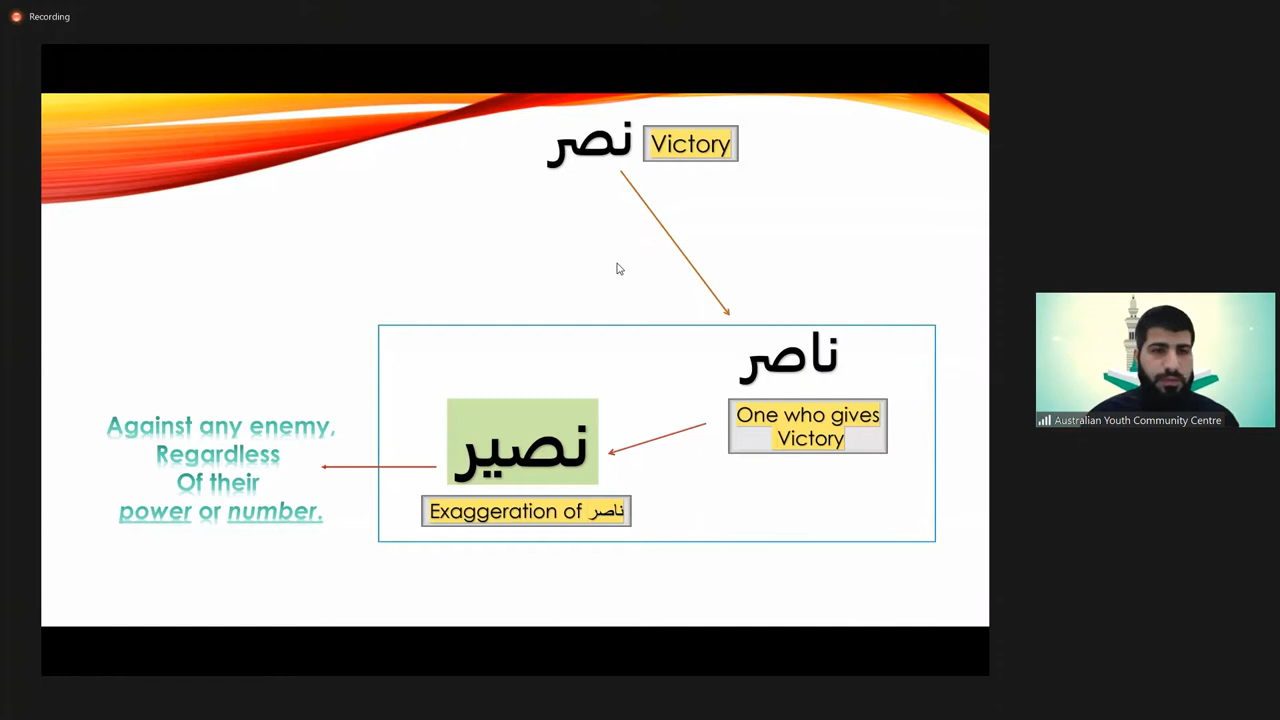 Recording
نصر Victory
ناصر
One who gives
Victory
نصير
Exaggeration of ناصر
Against any enemy,
Regardless
Of their
power or number.
Australian Youth Community Centre